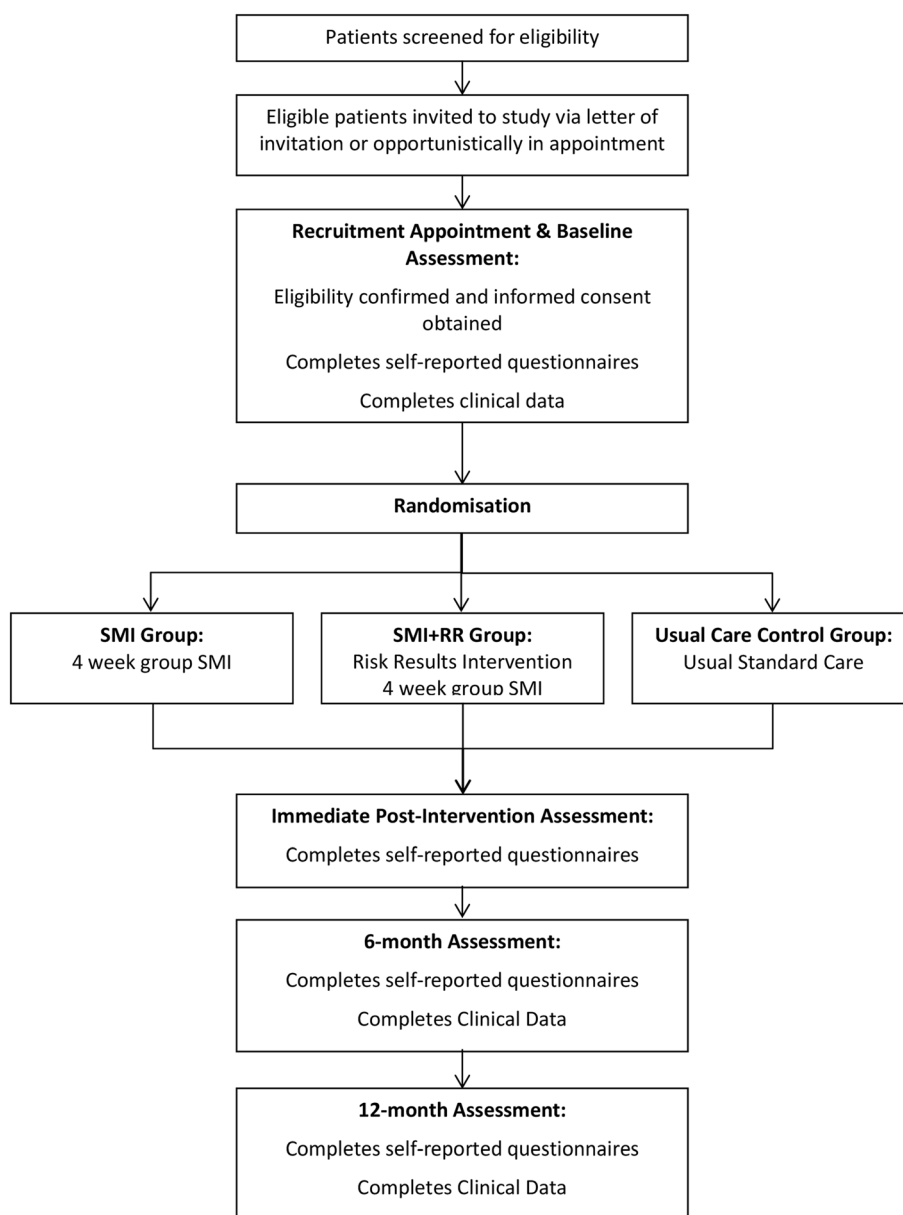 Patients screened for eligibility
Eligible patients invited to study via letter of
invitation or opportunistically in appointment
Recruitment Appointment & Baseline
Assessment:
Eligibility confirmed and informed consent
obtained
Completes self-reported questionnaires
Completes clinical data
Randomisation
SMI Group:
4 week group SMI
SMI+RR Group:
Risk Results Intervention
4 week group SMI
Usual Care Control Group:
Usual Standard Care
Immediate Post-Intervention Assessment:
Completes self-reported questionnaires
6-month Assessment:
Completes self-reported questionnaires
Completes Clinical Data
12-month Assessment:
Completes self-reported questionnaires
Completes Clinical Data